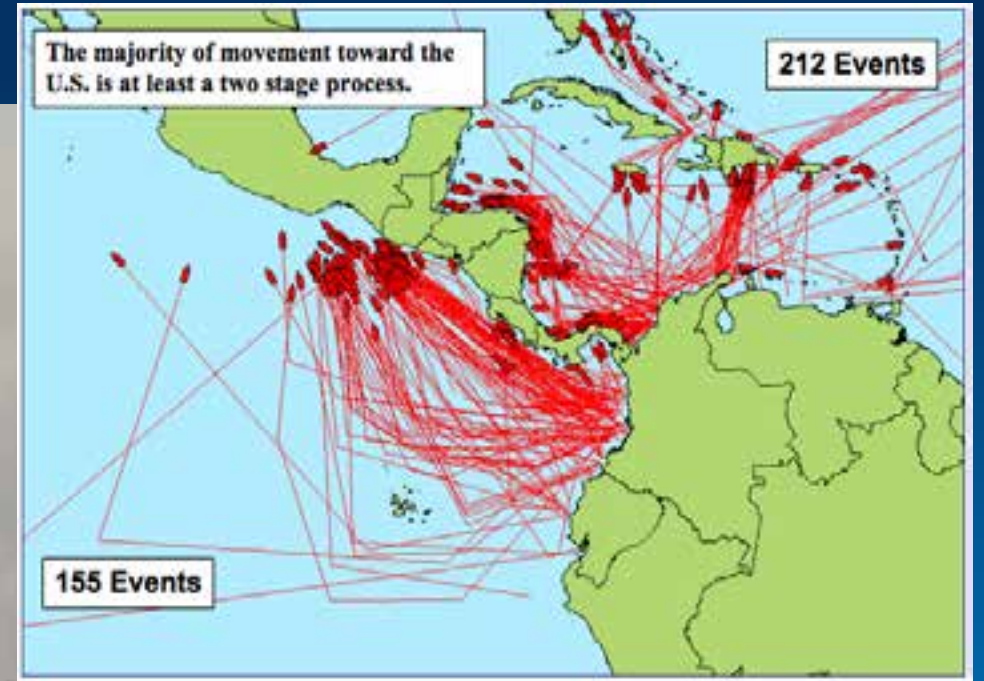 The majority of movement toward the
U.S. is at least a two stage process.
212 Events
155 Events